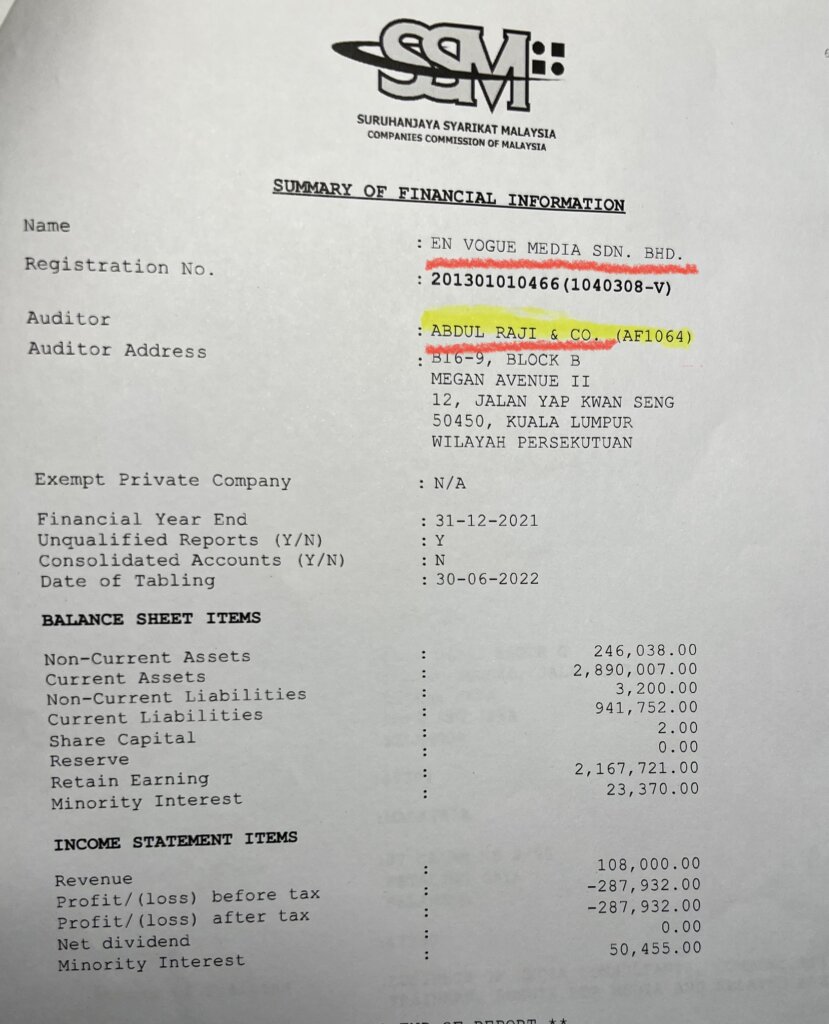 SSM
SURUHANJAYA SYARIKAT MALAYSIA
COMPANIES COMMISSION OF MALAYSIA
SUMMARY OF FINANCIAL INFORMATION
Name : EN VOGUE MEDIA SDN. BHD.
Registration No. : 201301010466(1040308-V)
Auditor : ABDUL RAJI & CO. (AF1064)
Auditor Address : B16-9, BLOCK B
MEGAN AVENUE II
12, JALAN YAP KWAN SENG
50450, KUALA LUMPUR
WILAYAH PERSEKUTUAN
Exempt Private Company : N/A
Financial Year End : 31-12-2021
Unqualified Reports (Y/N) : Y
Consolidated Accounts (Y/N) : N
Date of Tabling : 30-06-2022
BALANCE SHEET ITEMS
Non-Current Assets : 246,038.00
Current Assets : 2,890,007.00
Non-Current Liabilities : 3,200.00
Current Liabilities : 941,752.00
Share Capital : 2.00
Reserve : 0.00
Retain Earning : 2,167,721.00
Minority Interest : 23,370.00
INCOME STATEMENT ITEMS
Revenue : 108,000.00
Profit/(loss) before tax : -287,932.00
Profit/(loss) after tax : -287,932.00
Net dividend : 0.00
Minority Interest : 50,455.00
END OF REPORT **